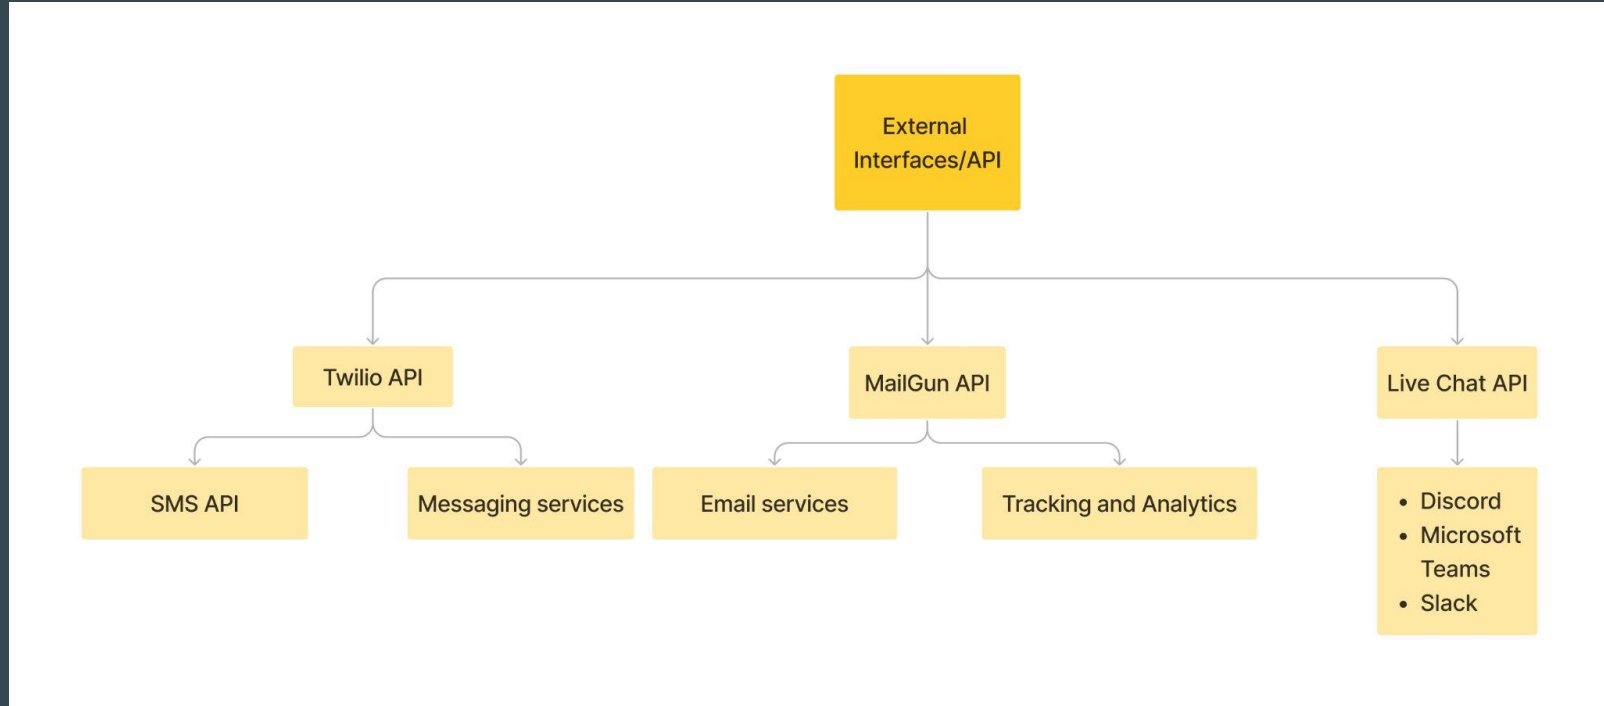 External
Interfaces/API
Twilio API
MailGun API
Live Chat API
SMS API
Messaging services
Email services
Tracking and Analytics
• Discord
• Microsoft
Teams
• Slack